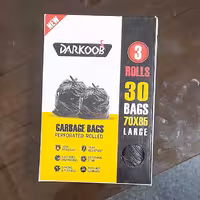 NEW
DARKOOB
3
ROLLS
30
BAGS
70X85
LARGE
GARBAGE BAGS
PERFORATED ROLLED